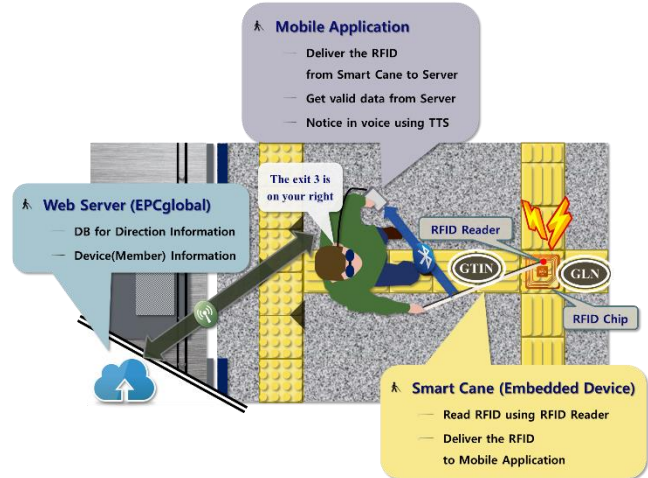 Mobile Application
Deliver the RFID
from Smart Cane to Server
Get valid data from Server
Notice in voice using TTS
The exit 3 is
on your right
Web Server (EPCglobal)
DB for Direction Information
Device(Member) Information
RFID Reader
GTIN
GLN
RFID Chip
Smart Cane (Embedded Device)
Read RFID using RFID Reader
Deliver the RFID
to Mobile Application